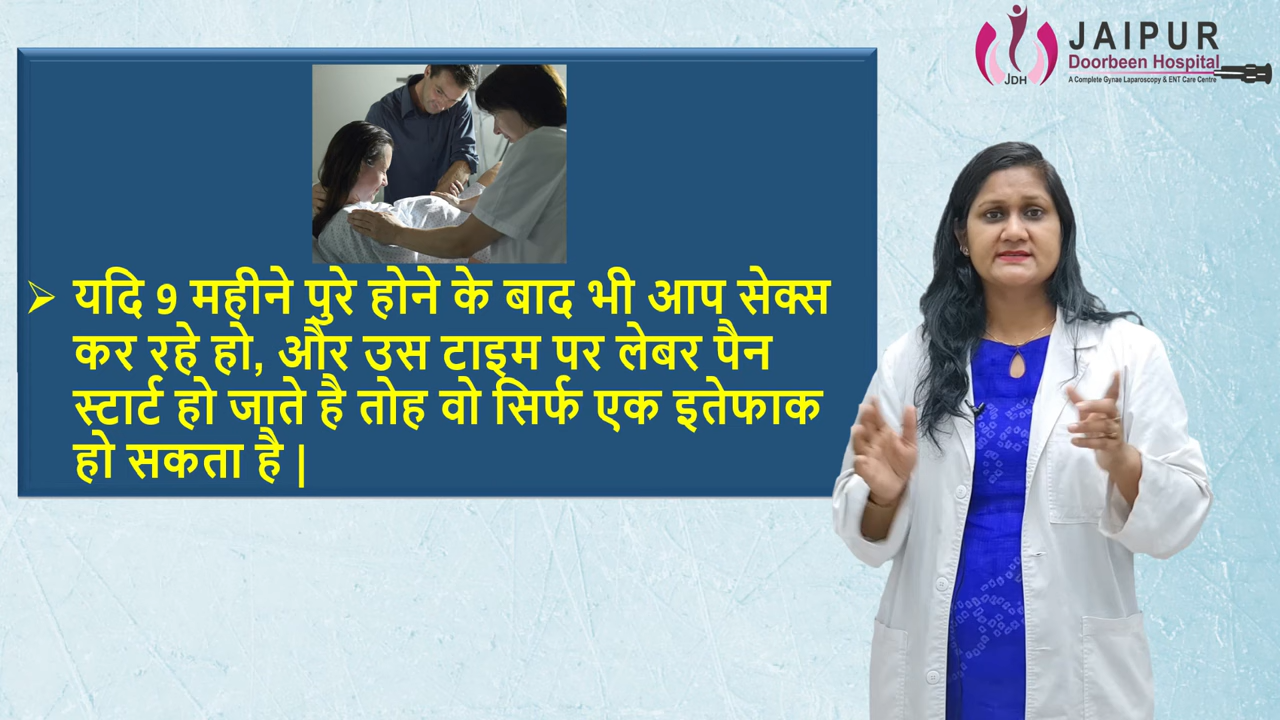 JAIPUR
Doorbeen Hospital
A Complete Gynae Laparoscopy & ENT Care Centre
JDH
➢ यदि 9 महीने पुरे होने के बाद भी आप सेक्स
कर रहे हो, और उस टाइम पर लेबर पैन
स्टार्ट हो जाते है तोह वो सिर्फ एक इतेफाक
हो सकता है |